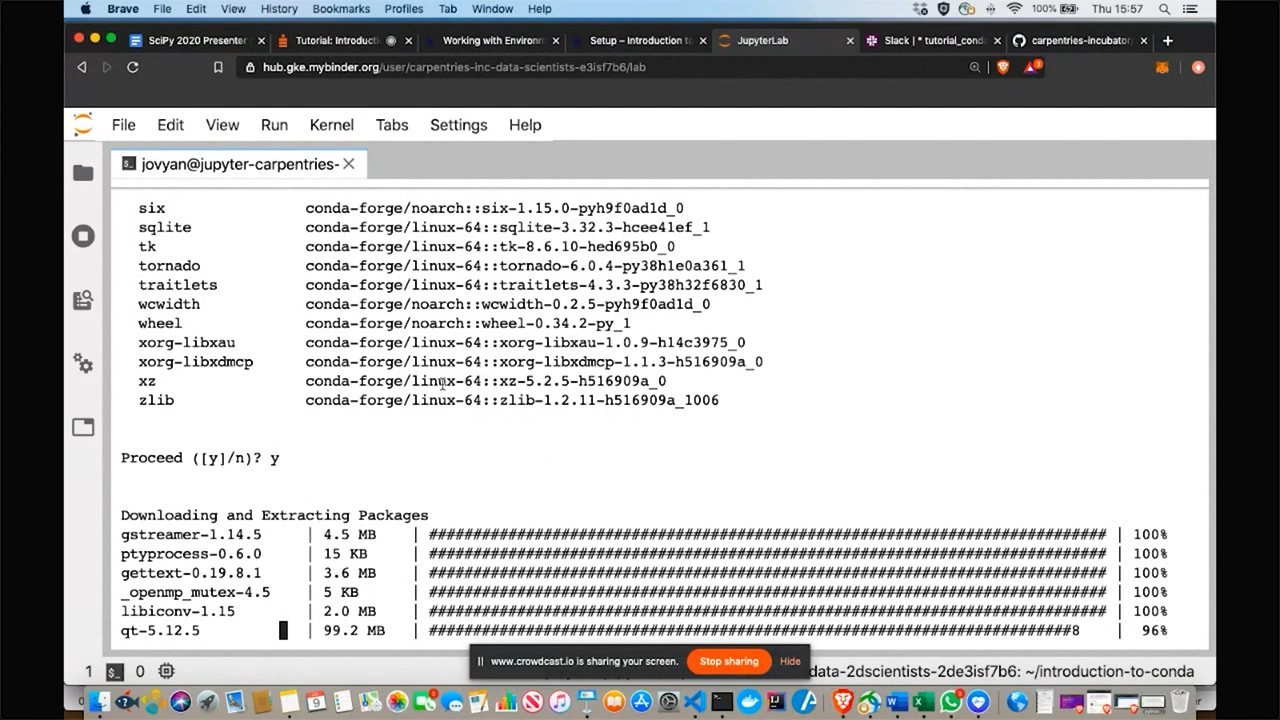 Brave File Edit View History Bookmarks Profiles Tab Window Help 100% Thu 15:57
SciPy 2020 Presenter Tutorial: Introducti Working with Environm Setup – Introduction to JupyterLab Slack | * tutorial_cond carpentries-incubator
hub.gke.mybinder.org/user/carpentries-inc-data-scientists-e3isf7b6/lab
File Edit View Run Kernel Tabs Settings Help
jovyan@jupyter-carpentries-
six conda-forge/noarch::six-1.15.0-pyh9f0ad1d_0
sqlite conda-forge/linux-64::sqlite-3.32.3-hcee41ef_1
tk conda-forge/linux-64::tk-8.6.10-hed695b0_0
tornado conda-forge/linux-64::tornado-6.0.4-py38h1e0a361_1
traitlets conda-forge/linux-64::traitlets-4.3.3-py38h32f6830_1
wcwidth conda-forge/noarch::wcwidth-0.2.5-pyh9f0ad1d_0
wheel conda-forge/noarch::wheel-0.34.2-py_1
xorg-libxau conda-forge/linux-64::xorg-libxau-1.0.9-h14c3975_0
xorg-libxdmcp conda-forge/linux-64::xorg-libxdmcp-1.1.3-h516909a_0
xz conda-forge/linux-64::xz-5.2.5-h516909a_0
zlib conda-forge/linux-64::zlib-1.2.11-h516909a_1006
Proceed ([y]/n)? y
Downloading and Extracting Packages
gstreamer-1.14.5 | 4.5 MB | ########################################################################## | 100%
ptyprocess-0.6.0 | 15 KB | ########################################################################## | 100%
gettext-0.19.8.1 | 3.6 MB | ########################################################################## | 100%
_openmp_mutex-4.5 | 5 KB | ########################################################################## | 100%
libiconv-1.15 | 2.0 MB | ########################################################################## | 100%
qt-5.12.5 | 99.2 MB | ######################################################################8 | 96%
www.crowdcast.io is sharing your screen. Stop sharing Hide
1 0 data-2dscientists-2de3isf7b6: ~/introduction-to-conda